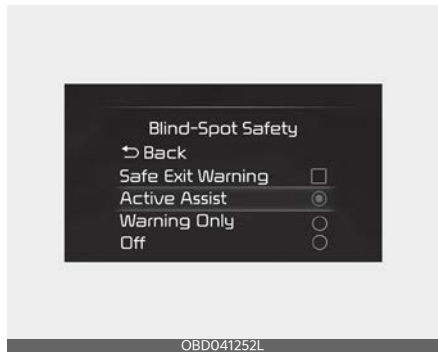 Blind-Spot Safety
Back
Safe Exit Warning
Active Assist
Warning Only
Off
OBD041252L